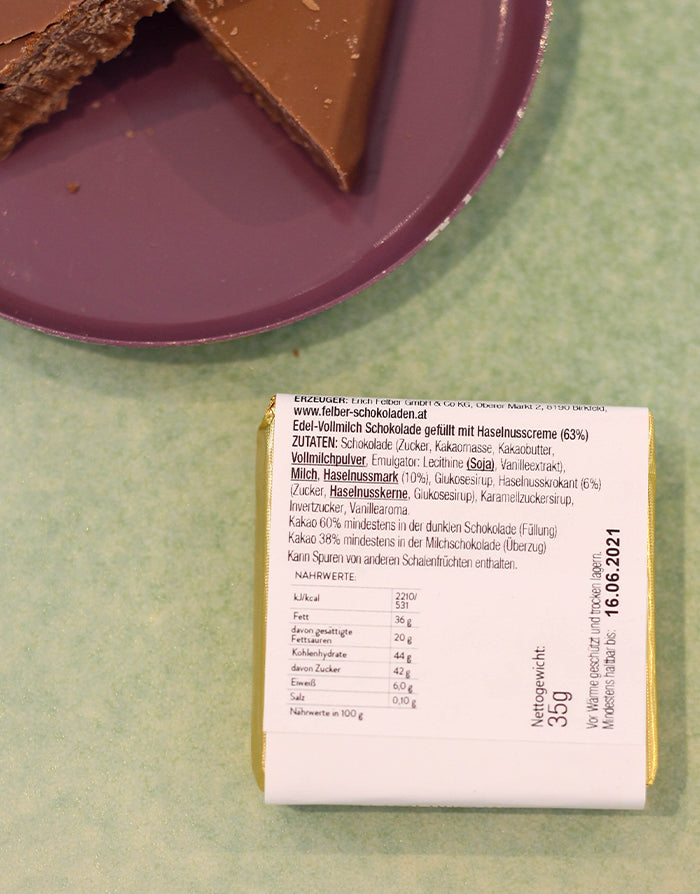 ERZEUGER: Erich Felber GmbH & Co KG, Oberer Markt 2, 8190 Birkfeld,
www.felber-schokoladen.at
Edel-Vollmilch Schokolade gefüllt mit Haselnusscreme (63%)
ZUTATEN: Schokolade (Zucker, Kakaomasse, Kakaobutter,
Vollmilchpulver, Emulgator: Lecithine (Soja), Vanilleextrakt),
Milch, Haselnussmark (10%), Glukosesirup, Haselnusskrokant (6%)
(Zucker, Haselnusskerne, Glukosesirup), Karamellzuckersirup,
Invertzucker, Vanillearoma.
Kakao 60% mindestens in der dunklen Schokolade (Füllung)
Kakao 38% mindestens in der Milchschokolade (Überzug)
Kann Spuren von anderen Schalenfrüchten enthalten.
NÄHRWERTE:
kJ/kcal 2210/
531
Fett 36 g
davon gesättigte
Fettsäuren 20 g
Kohlenhydrate 44 g
davon Zucker 42 g
Eiweiß 6,0 g
Salz 0,10 g
Nährwerte in 100 g
Nettogewicht:
35g
Vor Wärme geschützt und trocken lagern.
Mindestens haltbar bis: 16.06.2021